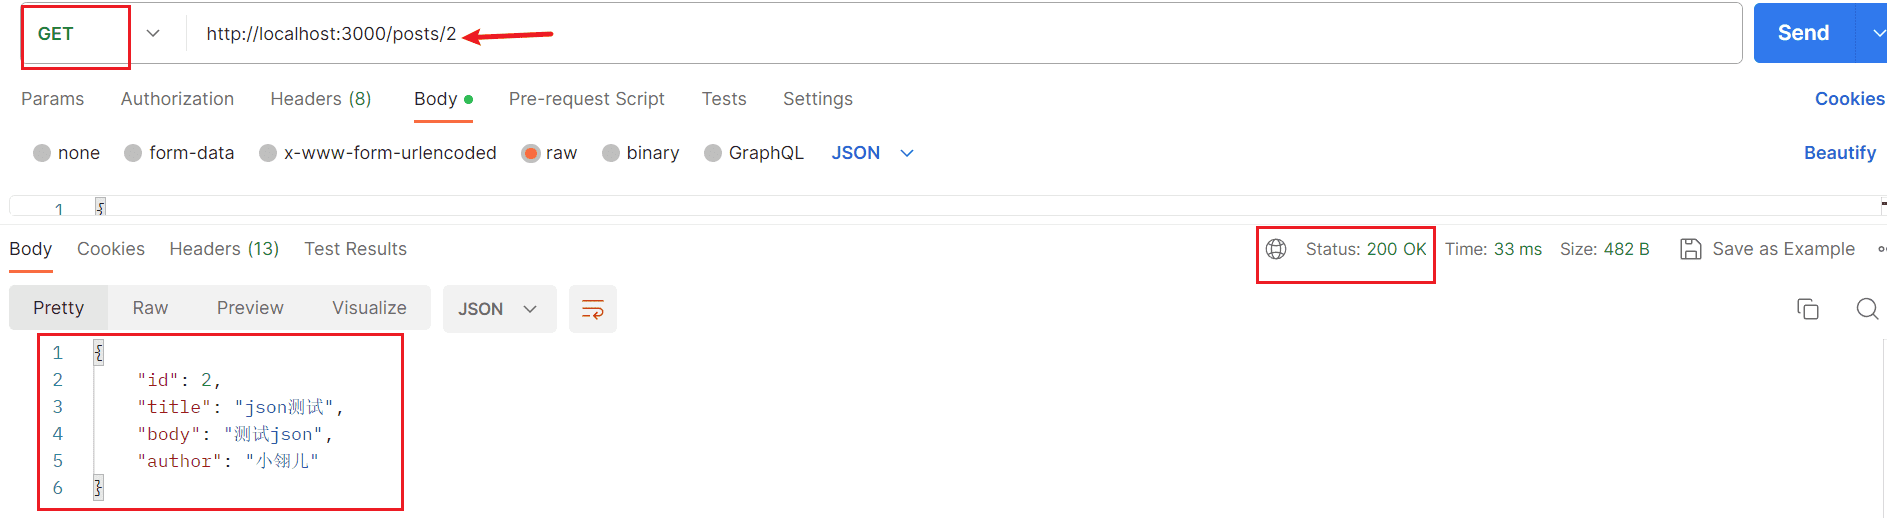 GET http://localhost:3000/posts/2 Send
Params Authorization Headers (8) Body Pre-request Script Tests Settings Cookies
none form-data x-www-form-urlencoded raw binary GraphQL JSON Beautify
1 {
Body Cookies Headers (13) Test Results Status: 200 OK Time: 33 ms Size: 482 B Save as Example
Pretty Raw Preview Visualize JSON
1 {
2 "id": 2,
3 "title": "json测试",
4 "body": "测试json",
5 "author": "小翎儿"
6 }